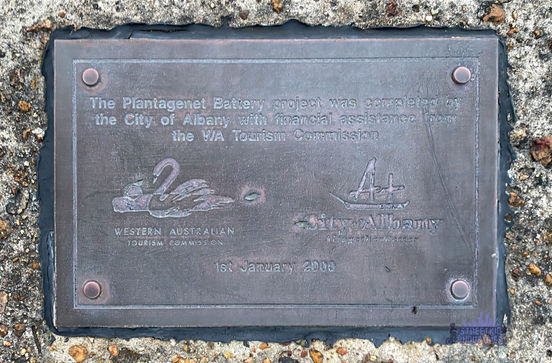 The Plantagenet Battery project was completed by
the City of Albany with financial assistance from
the WA Tourism Commission
WESTERN AUSTRALIAN
TOURISM COMMISSION
City of Albany
1st January 2000